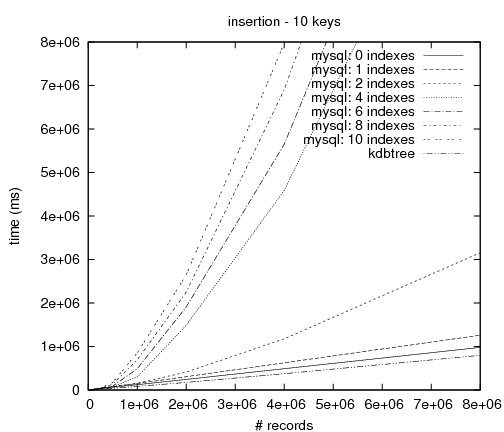 insertion - 10 keys
8e+06
7e+06
6e+06
5e+06
4e+06
3e+06
2e+06
1e+06
0
time (ms)
mysql: 0 indexes
mysql: 1 indexes
mysql: 2 indexes
mysql: 4 indexes
mysql: 6 indexes
mysql: 8 indexes
mysql: 10 indexes
kdbtree
0 1e+06 2e+06 3e+06 4e+06 5e+06 6e+06 7e+06 8e+06
# records